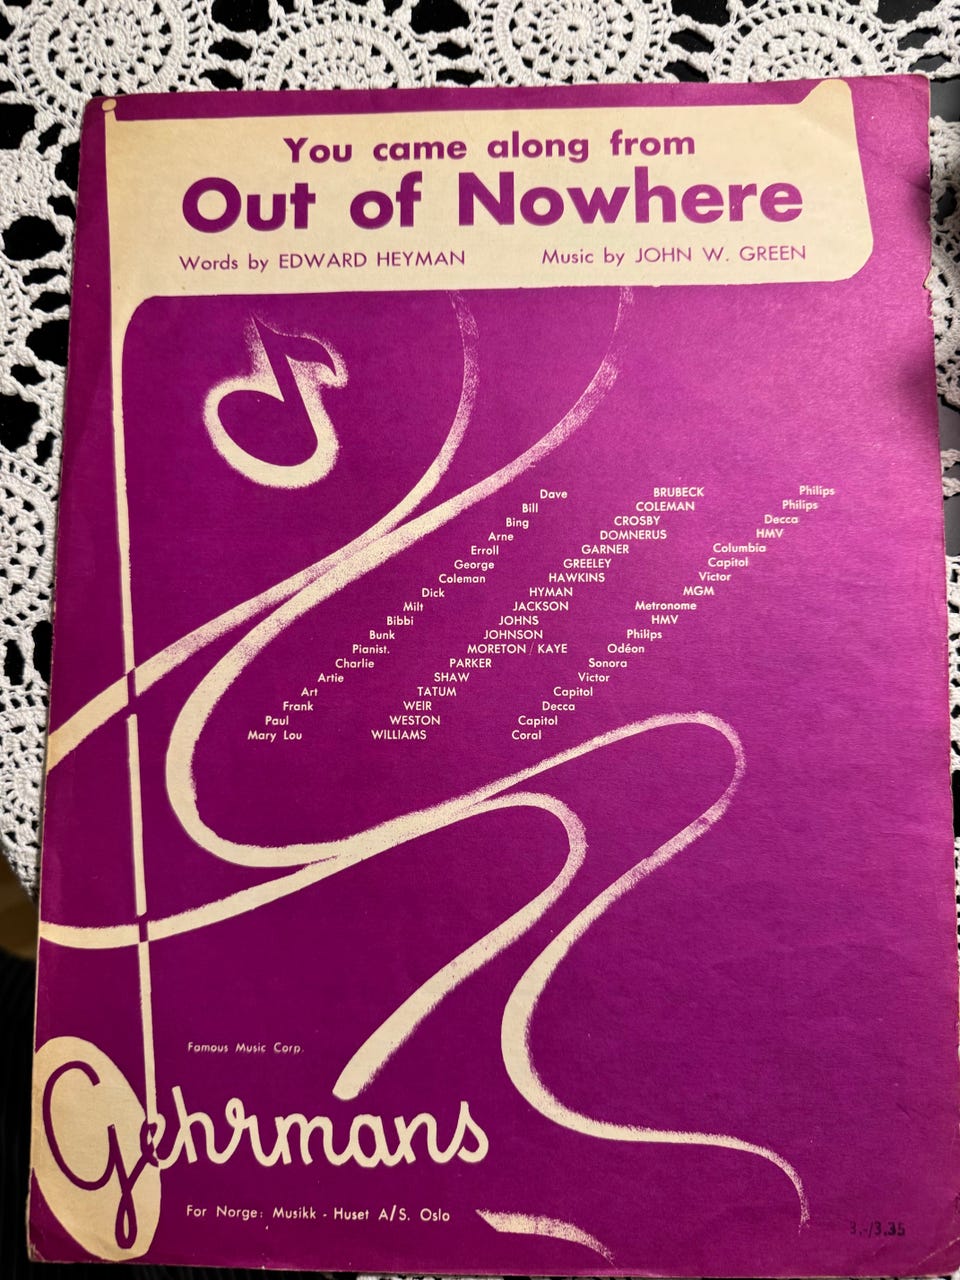 You came along from
Out of Nowhere
Words by EDWARD HEYMAN Music by JOHN W. GREEN
Dave BRUBECK Philips
Bill COLEMAN Philips
Bing CROSBY Decca
Arne DOMNERUS HMV
Erroll GARNER Columbia
George GREELEY Capitol
Coleman HAWKINS Victor
Dick HYMAN MGM
Milt JACKSON Metronome
Bibbi JOHNS HMV
Bunk JOHNSON Philips
Pianist. MORETON / KAYE Odéon
Charlie PARKER Sonora
Artie SHAW Victor
Art TATUM Capitol
Frank WEIR Decca
Paul WESTON Capitol
Mary Lou WILLIAMS Coral
Famous Music Corp.
Gehrmans
For Norge: Musikk - Huset A/S. Oslo
3.-/3.35